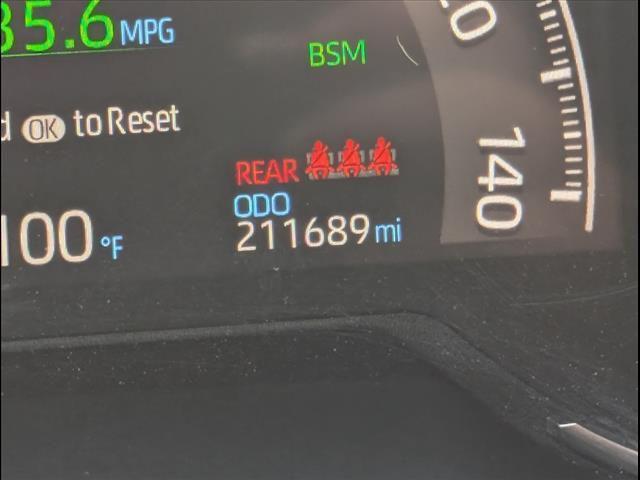 35.6 MPG
BSM
d OK to Reset
140
REAR
ODO
100 °F
211689 mi